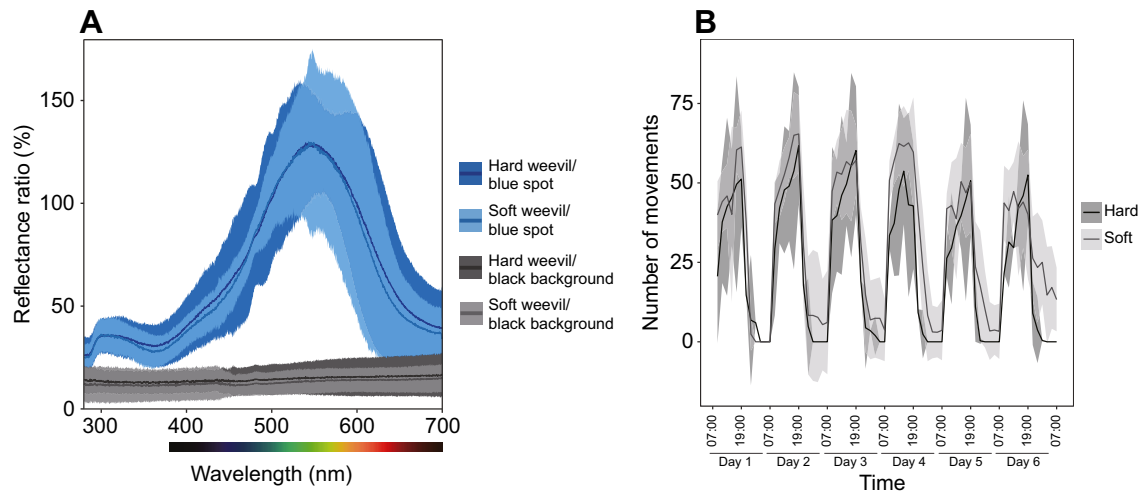 A
Reflectance ratio (%)
150
100
50
0
300
400
500
600
700
Wavelength (nm)
Hard weevil/
blue spot
Soft weevil/
blue spot
Hard weevil/
black background
Soft weevil/
black background
B
Number of movements
75
50
25
0
07:00
19:00
07:00
19:00
07:00
19:00
07:00
19:00
07:00
19:00
07:00
19:00
07:00
Day 1
Day 2
Day 3
Day 4
Day 5
Day 6
Time
Hard
Soft